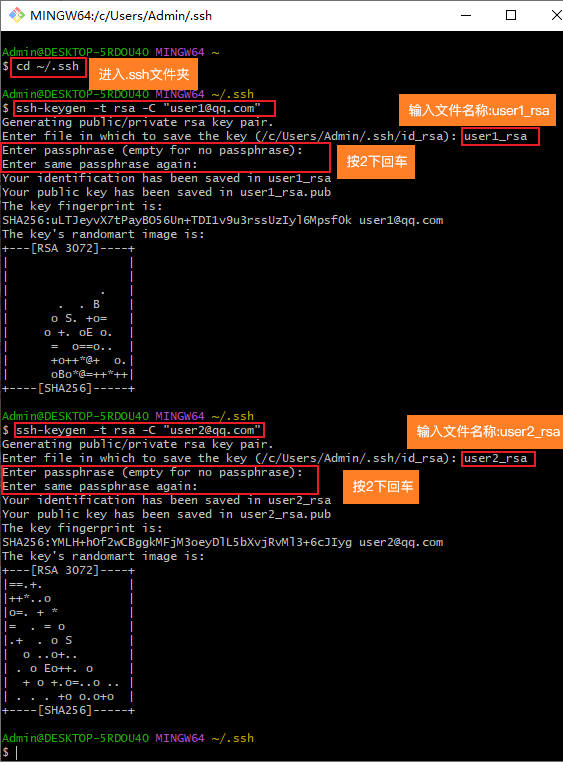 MINGW64:/c/Users/Admin/.ssh
Admin@DESKTOP-5RDOU4O MINGW64 ~
$ cd ~/.ssh
进入.ssh文件夹
Admin@DESKTOP-5RDOU4O MINGW64 ~/.ssh
$ ssh-keygen -t rsa -C "user1@qq.com"
输入文件名称:user1_rsa
Generating public/private rsa key pair.
Enter file in which to save the key (/c/Users/Admin/.ssh/id_rsa): user1_rsa
Enter passphrase (empty for no passphrase):
Enter same passphrase again:
按2下回车
Your identification has been saved in user1_rsa
Your public key has been saved in user1_rsa.pub
The key fingerprint is:
SHA256:uLTJeyvX7tPayBO56Un+TDI1v9u3rssUzIyl6MpsfOk user1@qq.com
The key's randomart image is:
+---[RSA 3072]----+
|                 |
|                 |
|            .    |
|      .  . B     |
|     o S. +o=    |
|    o +. oE o.   |
|     =  o==o..   |
|     +o++*@+  o.|
|     oBo*@=++*++|
+----[SHA256]-----+
Admin@DESKTOP-5RDOU4O MINGW64 ~/.ssh
$ ssh-keygen -t rsa -C "user2@qq.com"
输入文件名称:user2_rsa
Generating public/private rsa key pair.
Enter file in which to save the key (/c/Users/Admin/.ssh/id_rsa): user2_rsa
Enter passphrase (empty for no passphrase):
Enter same passphrase again:
按2下回车
Your identification has been saved in user2_rsa
Your public key has been saved in user2_rsa.pub
The key fingerprint is:
SHA256:YMLH+hOf2wCBggkMFjM3oeyDlL5bXvjRvMl3+6cJIyg user2@qq.com
The key's randomart image is:
+---[RSA 3072]----+
|==.+.            |
|++*..o           |
|o=. + *          |
|=  . = o         |
|.+  . o S        |
|  o ..o+..       |
| . o Eo++. o     |
|  + o +.o=..o .. |
| . . . +o o.o+o  |
+----[SHA256]-----+
Admin@DESKTOP-5RDOU4O MINGW64 ~/.ssh
$